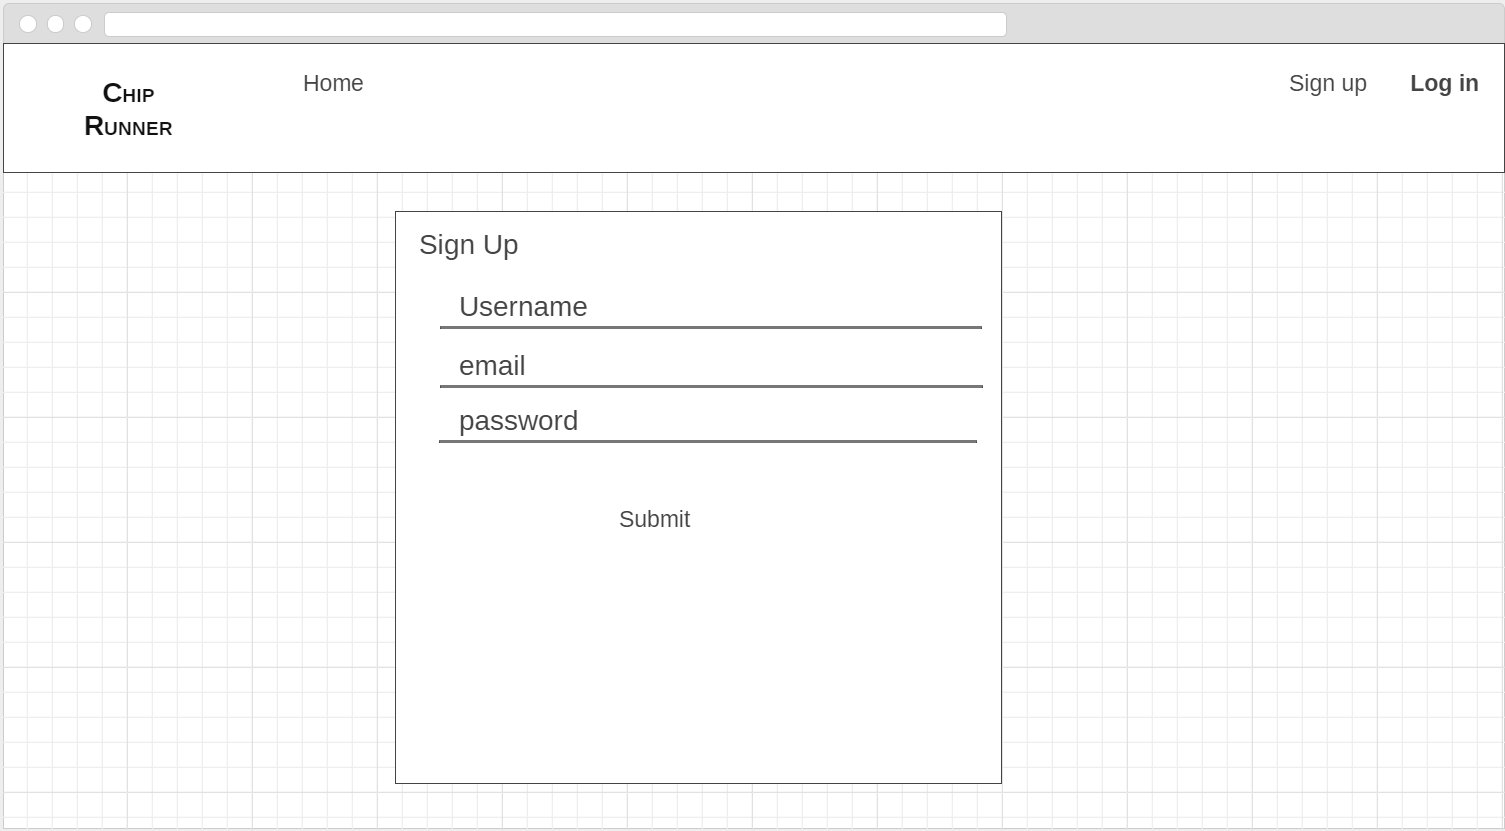 Chip
Runner
Home
Sign up
Log in
Sign Up
Username
email
password
Submit